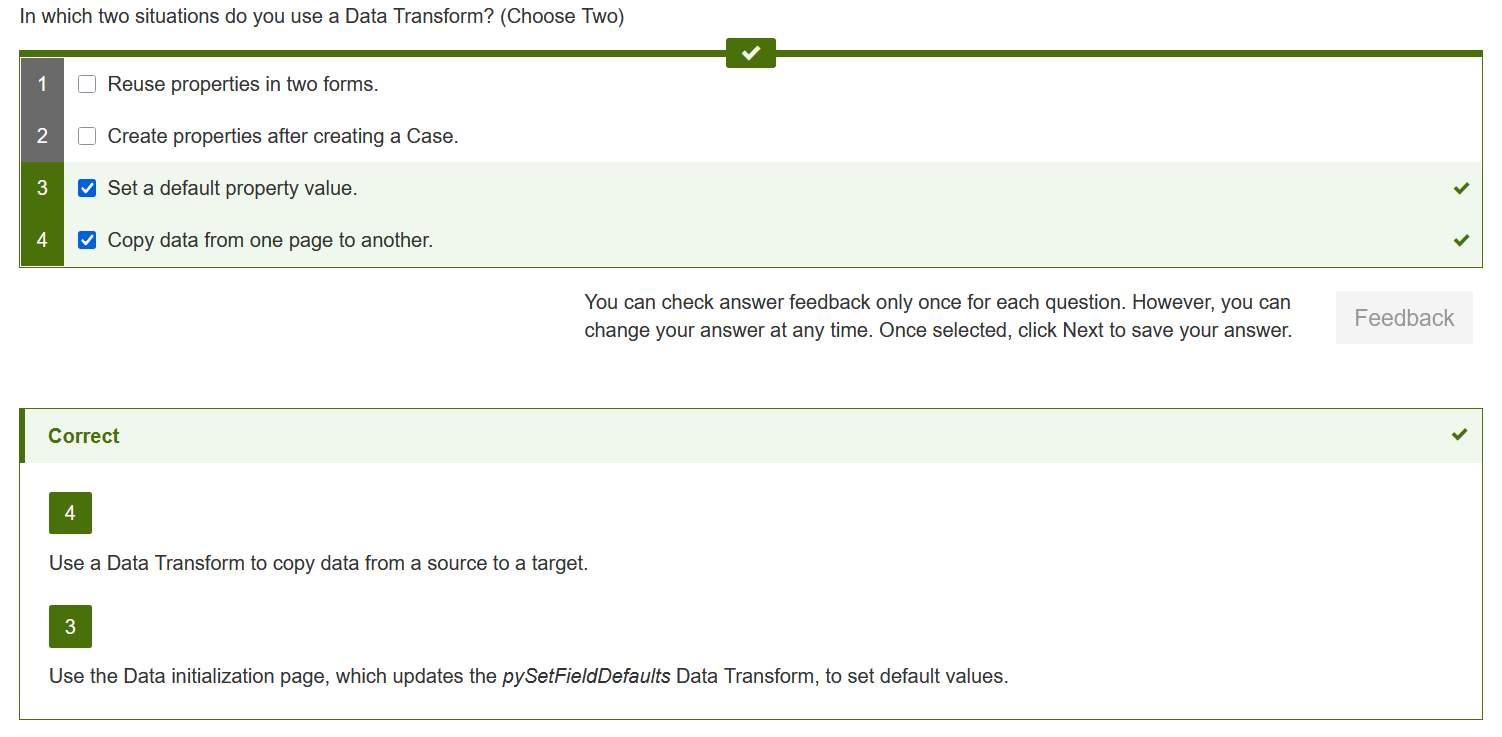 In which two situations do you use a Data Transform? (Choose Two)
1 Reuse properties in two forms.
2 Create properties after creating a Case.
3 Set a default property value.
4 Copy data from one page to another.
You can check answer feedback only once for each question. However, you can
change your answer at any time. Once selected, click Next to save your answer.
Feedback
Correct
4
Use a Data Transform to copy data from a source to a target.
3
Use the Data initialization page, which updates the pySetFieldDefaults Data Transform, to set default values.